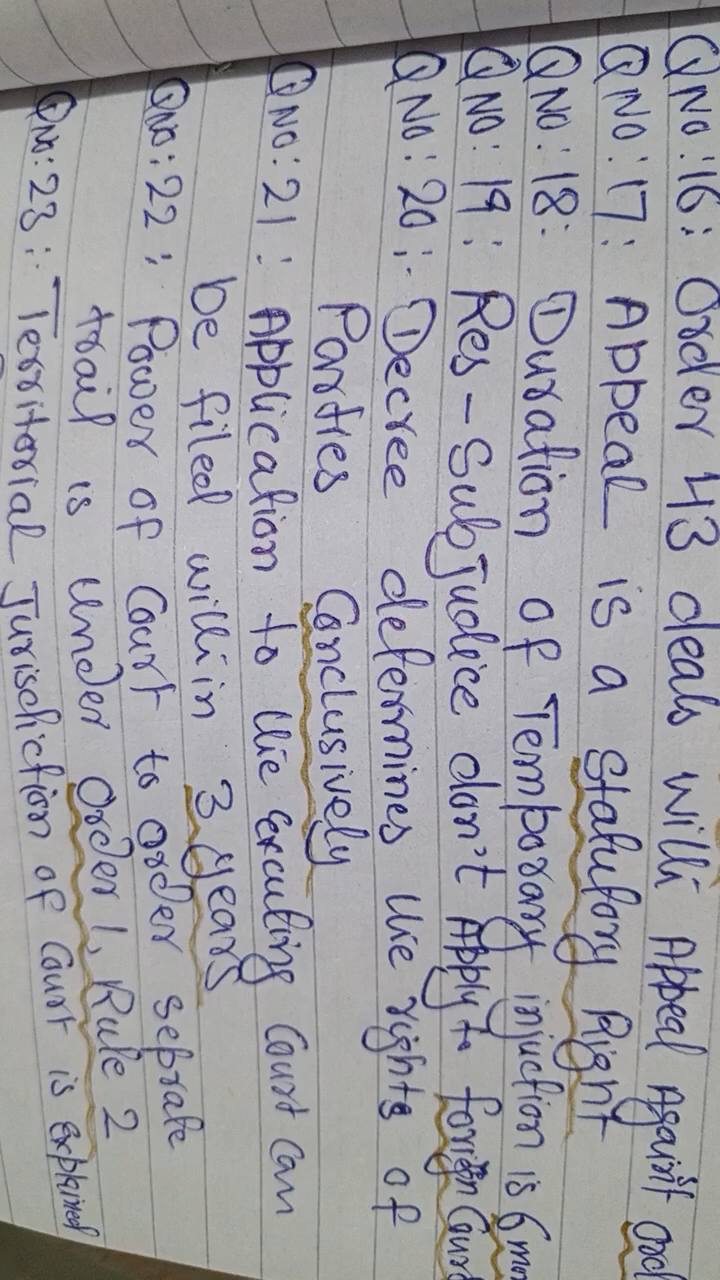 Q No: 16: Order 43 deals with Appeal Against
Q NO: 17: Appeal is a Statutory Right
Q NO: 18: ① Duration of Temporary injuction is 6
Q NO: 19: Res-Subjudice don't Apply to forign Court
Q NO: 20: ① Decree determines the rights of
Parties Conclusively
Q NO: 21: Application to the executing Court Can
be filed within 3 years
Q NO: 22: Power of Court to order seprate
trail is under Order 1, Rule 2
Q No: 23: Territorial Jurisdiction of Court is explained